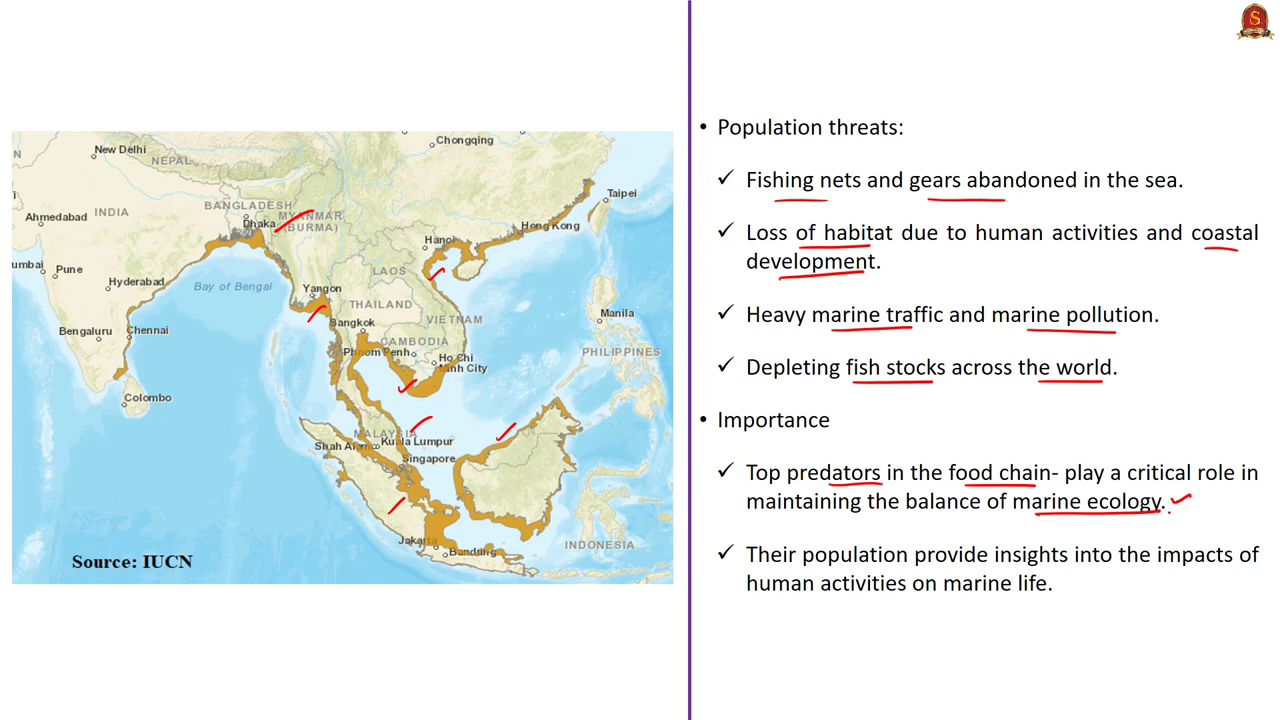 Chongqing
New Delhi
NEPAL
Taipei
BANGLADESH
INDIA
MYANMAR
(BURMA)
Ahmedabad
Dhaka
Hong Kong
Hanoi
umbai
Pune
LAOS
Hyderabad
Bay of Bengal
Yangon
THAILAND
Manila
VIETNAM
Bengaluru
Chennai
Bangkok
CAMBODIA
Phnom Penh
PHILIPPINES
Ho Chi
Minh City
Colombo
MALAYSIA
Kuala Lumpur
Singapore
Jakarta
Bandung
INDONESIA
Source: IUCN
S
• Population threats:
✓ Fishing nets and gears abandoned in the sea.
✓ Loss of habitat due to human activities and coastal
development.
✓ Heavy marine traffic and marine pollution.
✓ Depleting fish stocks across the world.
• Importance
✓ Top predators in the food chain- play a critical role in
maintaining the balance of marine ecology.
✓ Their population provide insights into the impacts of
human activities on marine life.